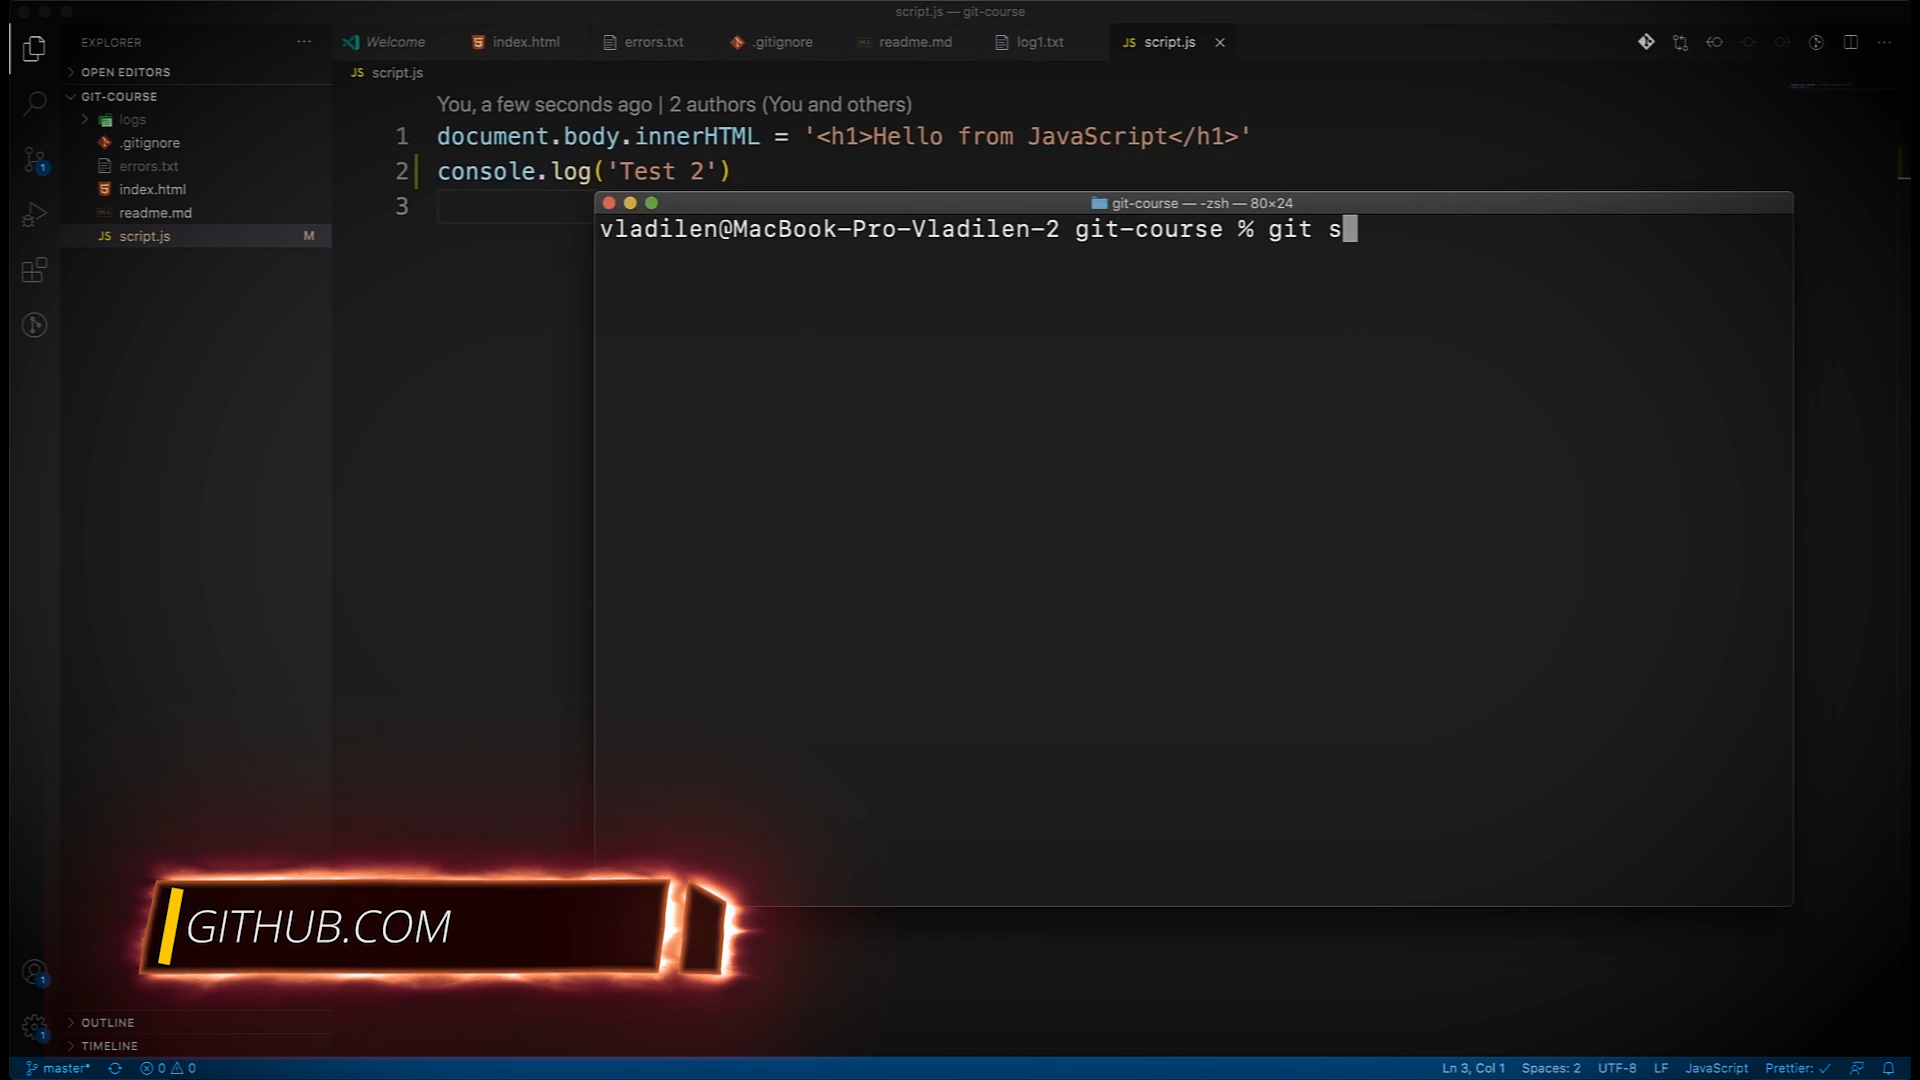 script.js — git-course
EXPLORER
OPEN EDITORS
GIT-COURSE
logs
.gitignore
errors.txt
index.html
readme.md
JS script.js M
Welcome
index.html
errors.txt
.gitignore
readme.md
log1.txt
JS script.js
JS script.js
You, a few seconds ago | 2 authors (You and others)
1 document.body.innerHTML = '<h1>Hello from JavaScript</h1>'
2 console.log('Test 2')
3
git-course — -zsh — 80×24
vladilen@MacBook-Pro-Vladilen-2 git-course % git s
GITHUB.COM
OUTLINE
TIMELINE
master* 0 0 Ln 3, Col 1 Spaces: 2 UTF-8 LF JavaScript Prettier: ✓